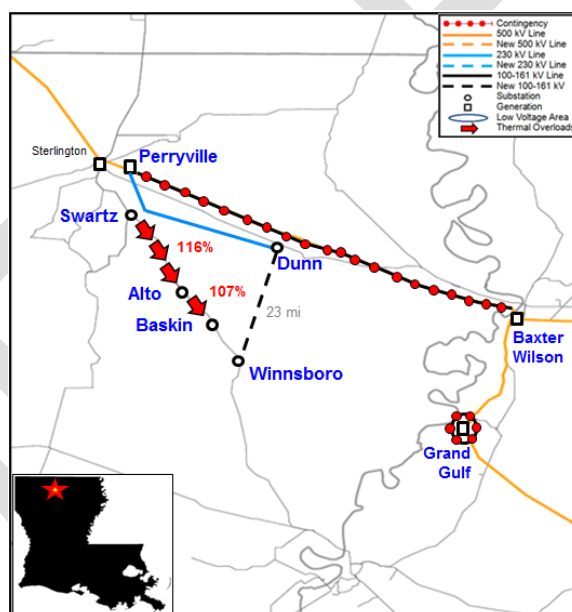 Contingency
500 kV Line
New 500 kV Line
230 kV Line
New 230 kV Line
100-161 kV Line
New 100-161 kV
Substation
Generation
Low Voltage Area
Thermal Overloads
Sterlington
Perryville
Swartz
116%
Dunn
Alto
107%
Baskin
23 mi
Winnsboro
Baxter
Wilson
Grand
Gulf